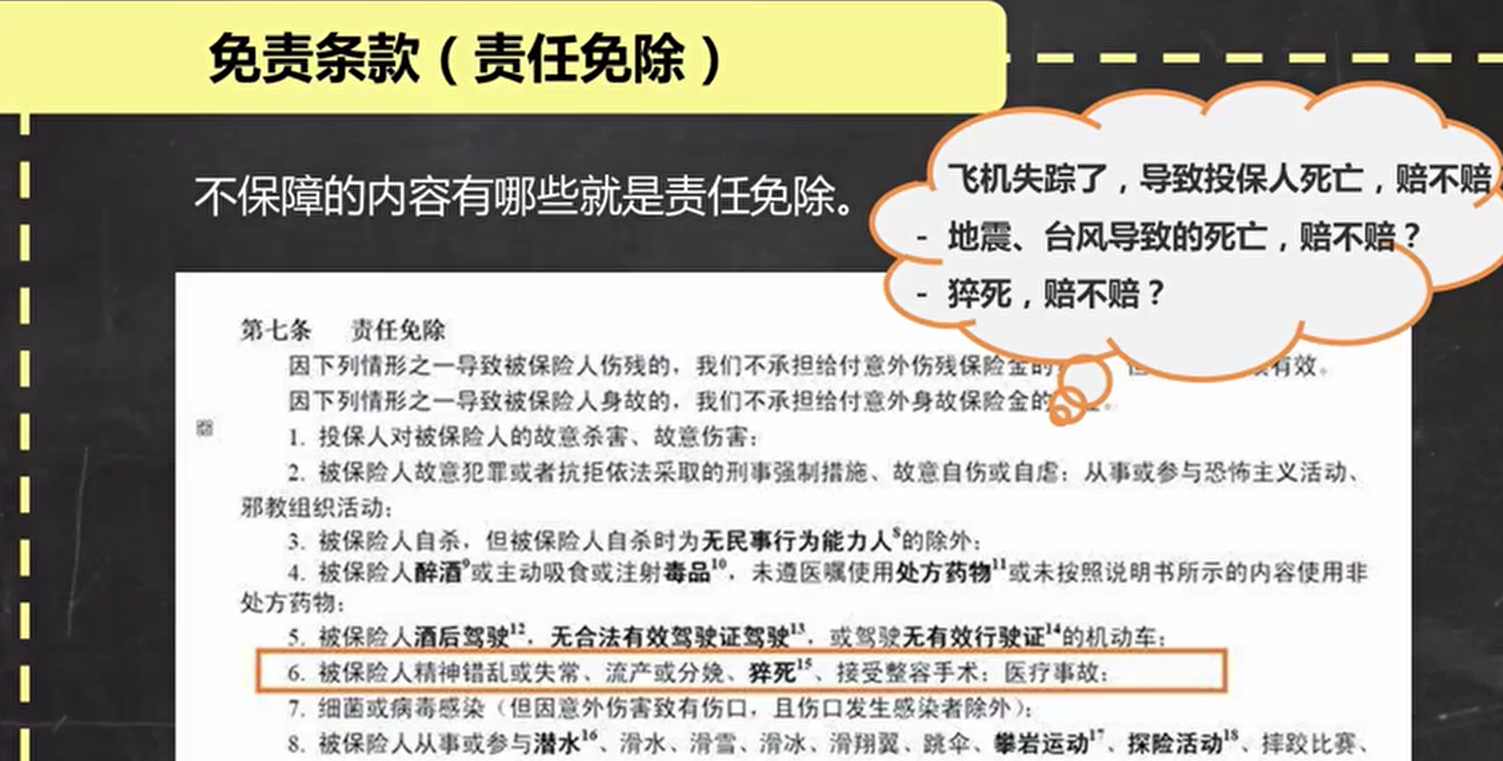 免责条款（责任免除）
不保障的内容有哪些就是责任免除。
飞机失踪了，导致投保人死亡，赔不赔
- 地震、台风导致的死亡，赔不赔？
- 猝死，赔不赔？
第七条 责任免除
因下列情形之一导致被保险人伤残的，我们不承担给付意外伤残保险金的
有效。
因下列情形之一导致被保险人身故的，我们不承担给付意外身故保险金的
1. 投保人对被保险人的故意杀害、故意伤害；
2. 被保险人故意犯罪或者抗拒依法采取的刑事强制措施、故意自伤或自虐；从事或参与恐怖主义活动、
邪教组织活动；
3. 被保险人自杀，但被保险人自杀时为无民事行为能力人8的除外；
4. 被保险人醉酒9或主动吸食或注射毒品10，未遵医嘱使用处方药物11或未按照说明书所示的内容使用非
处方药物；
5. 被保险人酒后驾驶12，无合法有效驾驶证驾驶13，或驾驶无有效行驶证14的机动车；
6. 被保险人精神错乱或失常、流产或分娩、猝死15、接受整容手术；医疗事故；
7. 细菌或病毒感染（但因意外伤害致有伤口，且伤口发生感染者除外）；
8. 被保险人从事或参与潜水16、滑水、滑雪、滑冰、滑翔翼、跳伞、攀岩运动17、探险活动18、摔跤比赛、